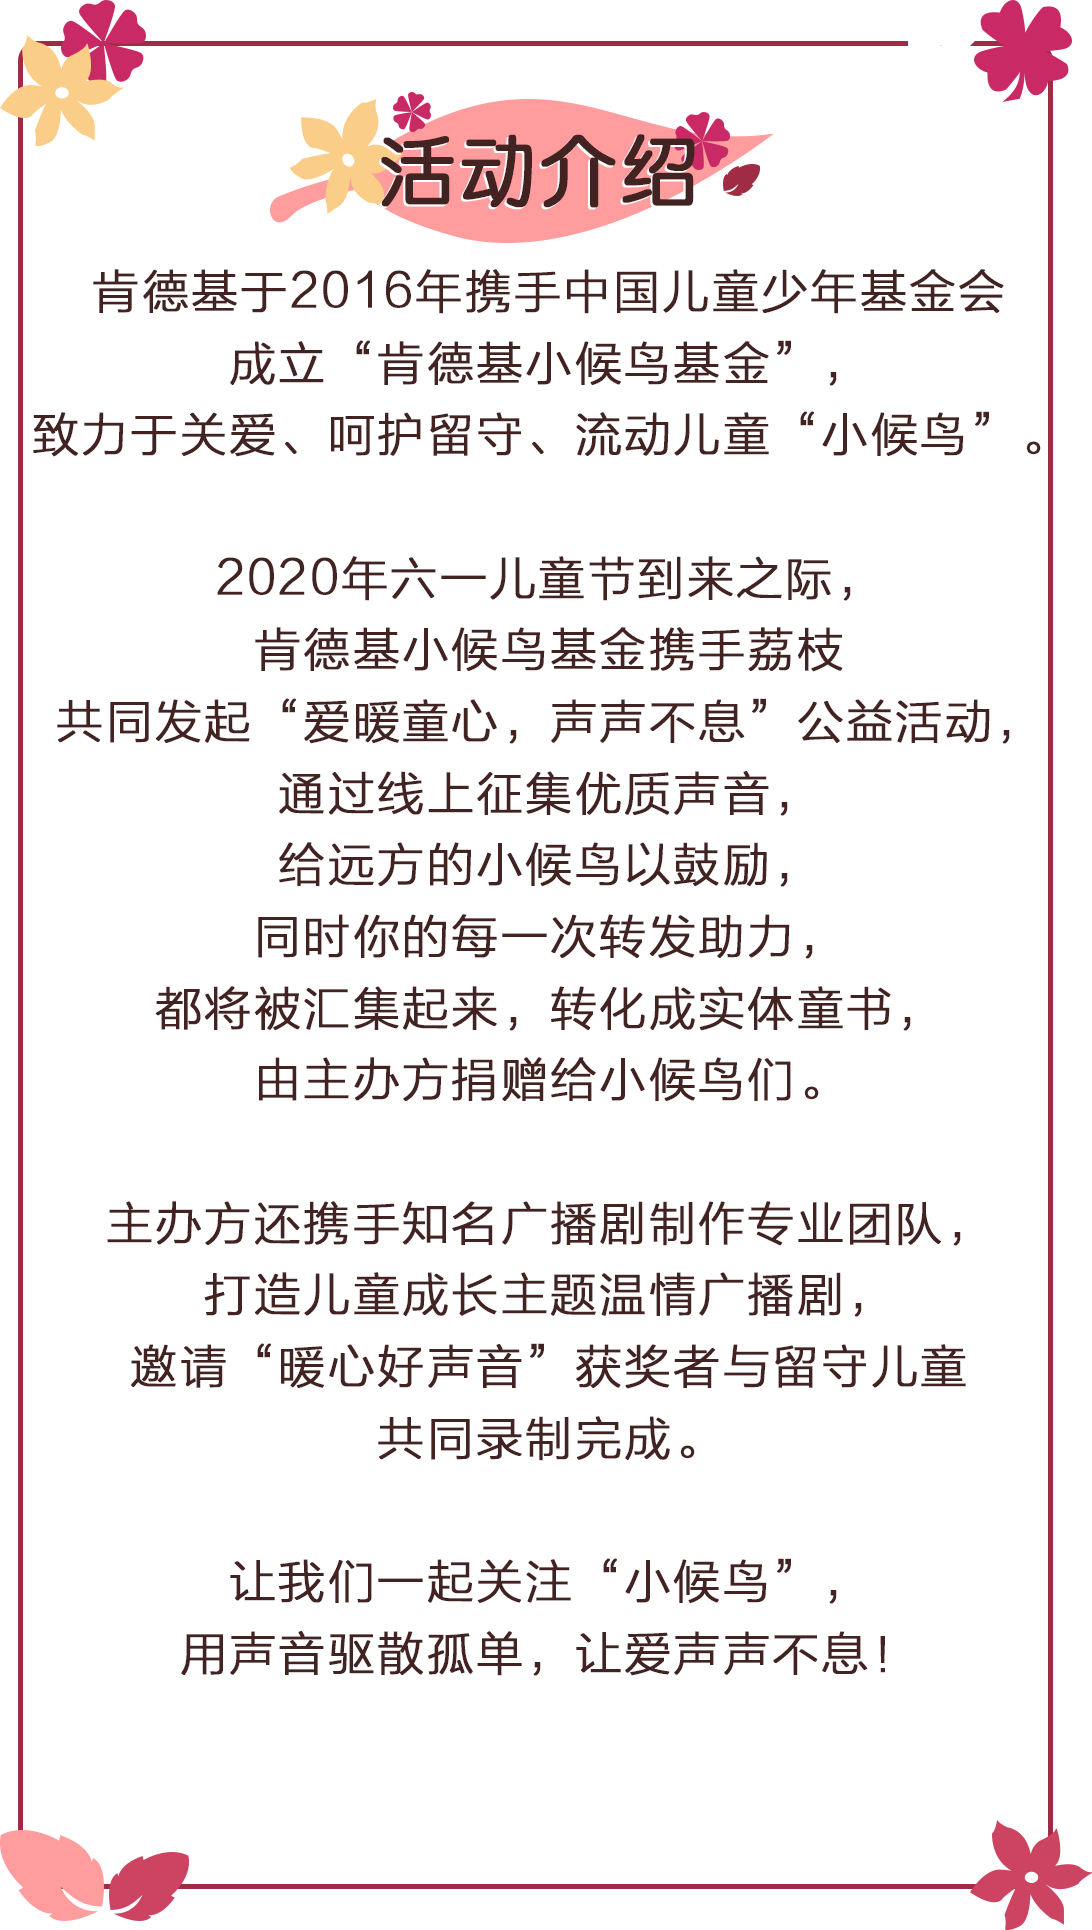 活动介绍
肯德基于2016年携手中国儿童少年基金会
成立“肯德基小候鸟基金”，
致力于关爱、呵护留守、流动儿童“小候鸟”。
2020年六一儿童节到来之际，
肯德基小候鸟基金携手荔枝
共同发起“爱暖童心，声声不息”公益活动，
通过线上征集优质声音，
给远方的小候鸟以鼓励，
同时你的每一次转发助力，
都将被汇集起来，转化成实体童书，
由主办方捐赠给小候鸟们。
主办方还携手知名广播剧制作专业团队，
打造儿童成长主题温情广播剧，
邀请“暖心好声音”获奖者与留守儿童
共同录制完成。
让我们一起关注“小候鸟”，
用声音驱散孤单，让爱声声不息！